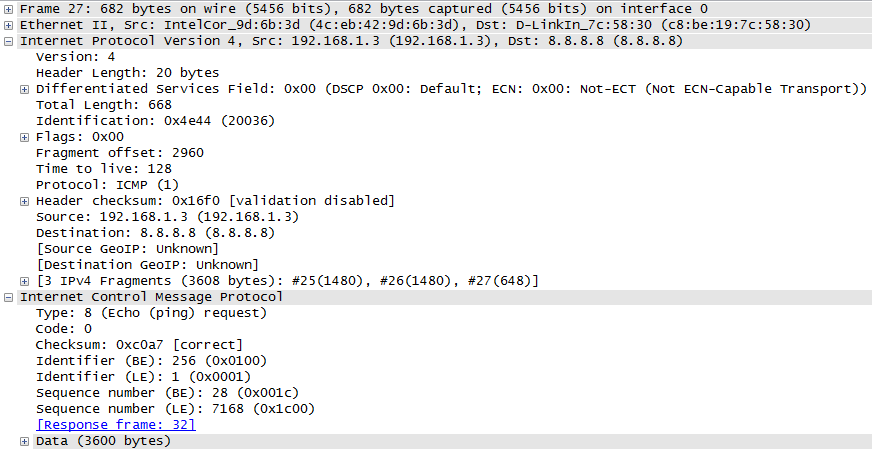 Frame 27: 682 bytes on wire (5456 bits), 682 bytes captured (5456 bits) on interface 0
Ethernet II, Src: IntelCor_9d:6b:3d (4c:eb:42:9d:6b:3d), Dst: D-LinkIn_7c:58:30 (c8:be:19:7c:58:30)
Internet Protocol Version 4, Src: 192.168.1.3 (192.168.1.3), Dst: 8.8.8.8 (8.8.8.8)
Version: 4
Header Length: 20 bytes
Differentiated Services Field: 0x00 (DSCP 0x00: Default; ECN: 0x00: Not-ECT (Not ECN-Capable Transport))
Total Length: 668
Identification: 0x4e44 (20036)
Flags: 0x00
Fragment offset: 2960
Time to live: 128
Protocol: ICMP (1)
Header checksum: 0x16f0 [validation disabled]
Source: 192.168.1.3 (192.168.1.3)
Destination: 8.8.8.8 (8.8.8.8)
[Source GeoIP: Unknown]
[Destination GeoIP: Unknown]
[3 IPv4 Fragments (3608 bytes): #25(1480), #26(1480), #27(648)]
Internet Control Message Protocol
Type: 8 (Echo (ping) request)
Code: 0
Checksum: 0xc0a7 [correct]
Identifier (BE): 256 (0x0100)
Identifier (LE): 1 (0x0001)
Sequence number (BE): 28 (0x001c)
Sequence number (LE): 7168 (0x1c00)
[Response frame: 32]
Data (3600 bytes)